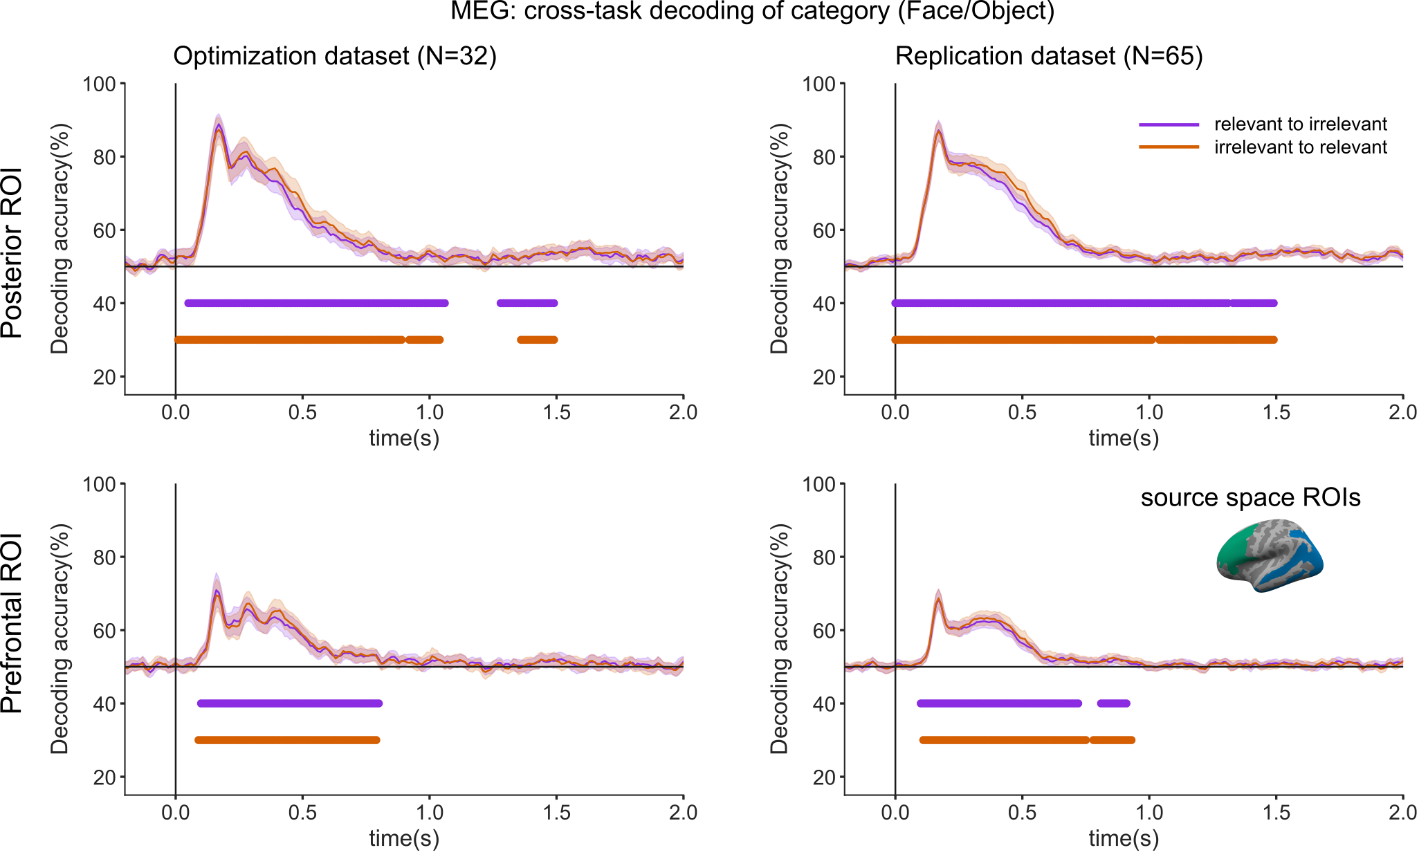 MEG: cross-task decoding of category (Face/Object)
Optimization dataset (N=32)
Replication dataset (N=65)
Posterior ROI
Decoding accuracy(%)
100
80
60
40
20
0.0 0.5 1.0 1.5 2.0
time(s)
Decoding accuracy(%)
100
80
60
40
20
relevant to irrelevant
irrelevant to relevant
0.0 0.5 1.0 1.5 2.0
time(s)
Prefrontal ROI
Decoding accuracy(%)
100
80
60
40
20
0.0 0.5 1.0 1.5 2.0
time(s)
Decoding accuracy(%)
100
80
60
40
20
source space ROIs
0.0 0.5 1.0 1.5 2.0
time(s)